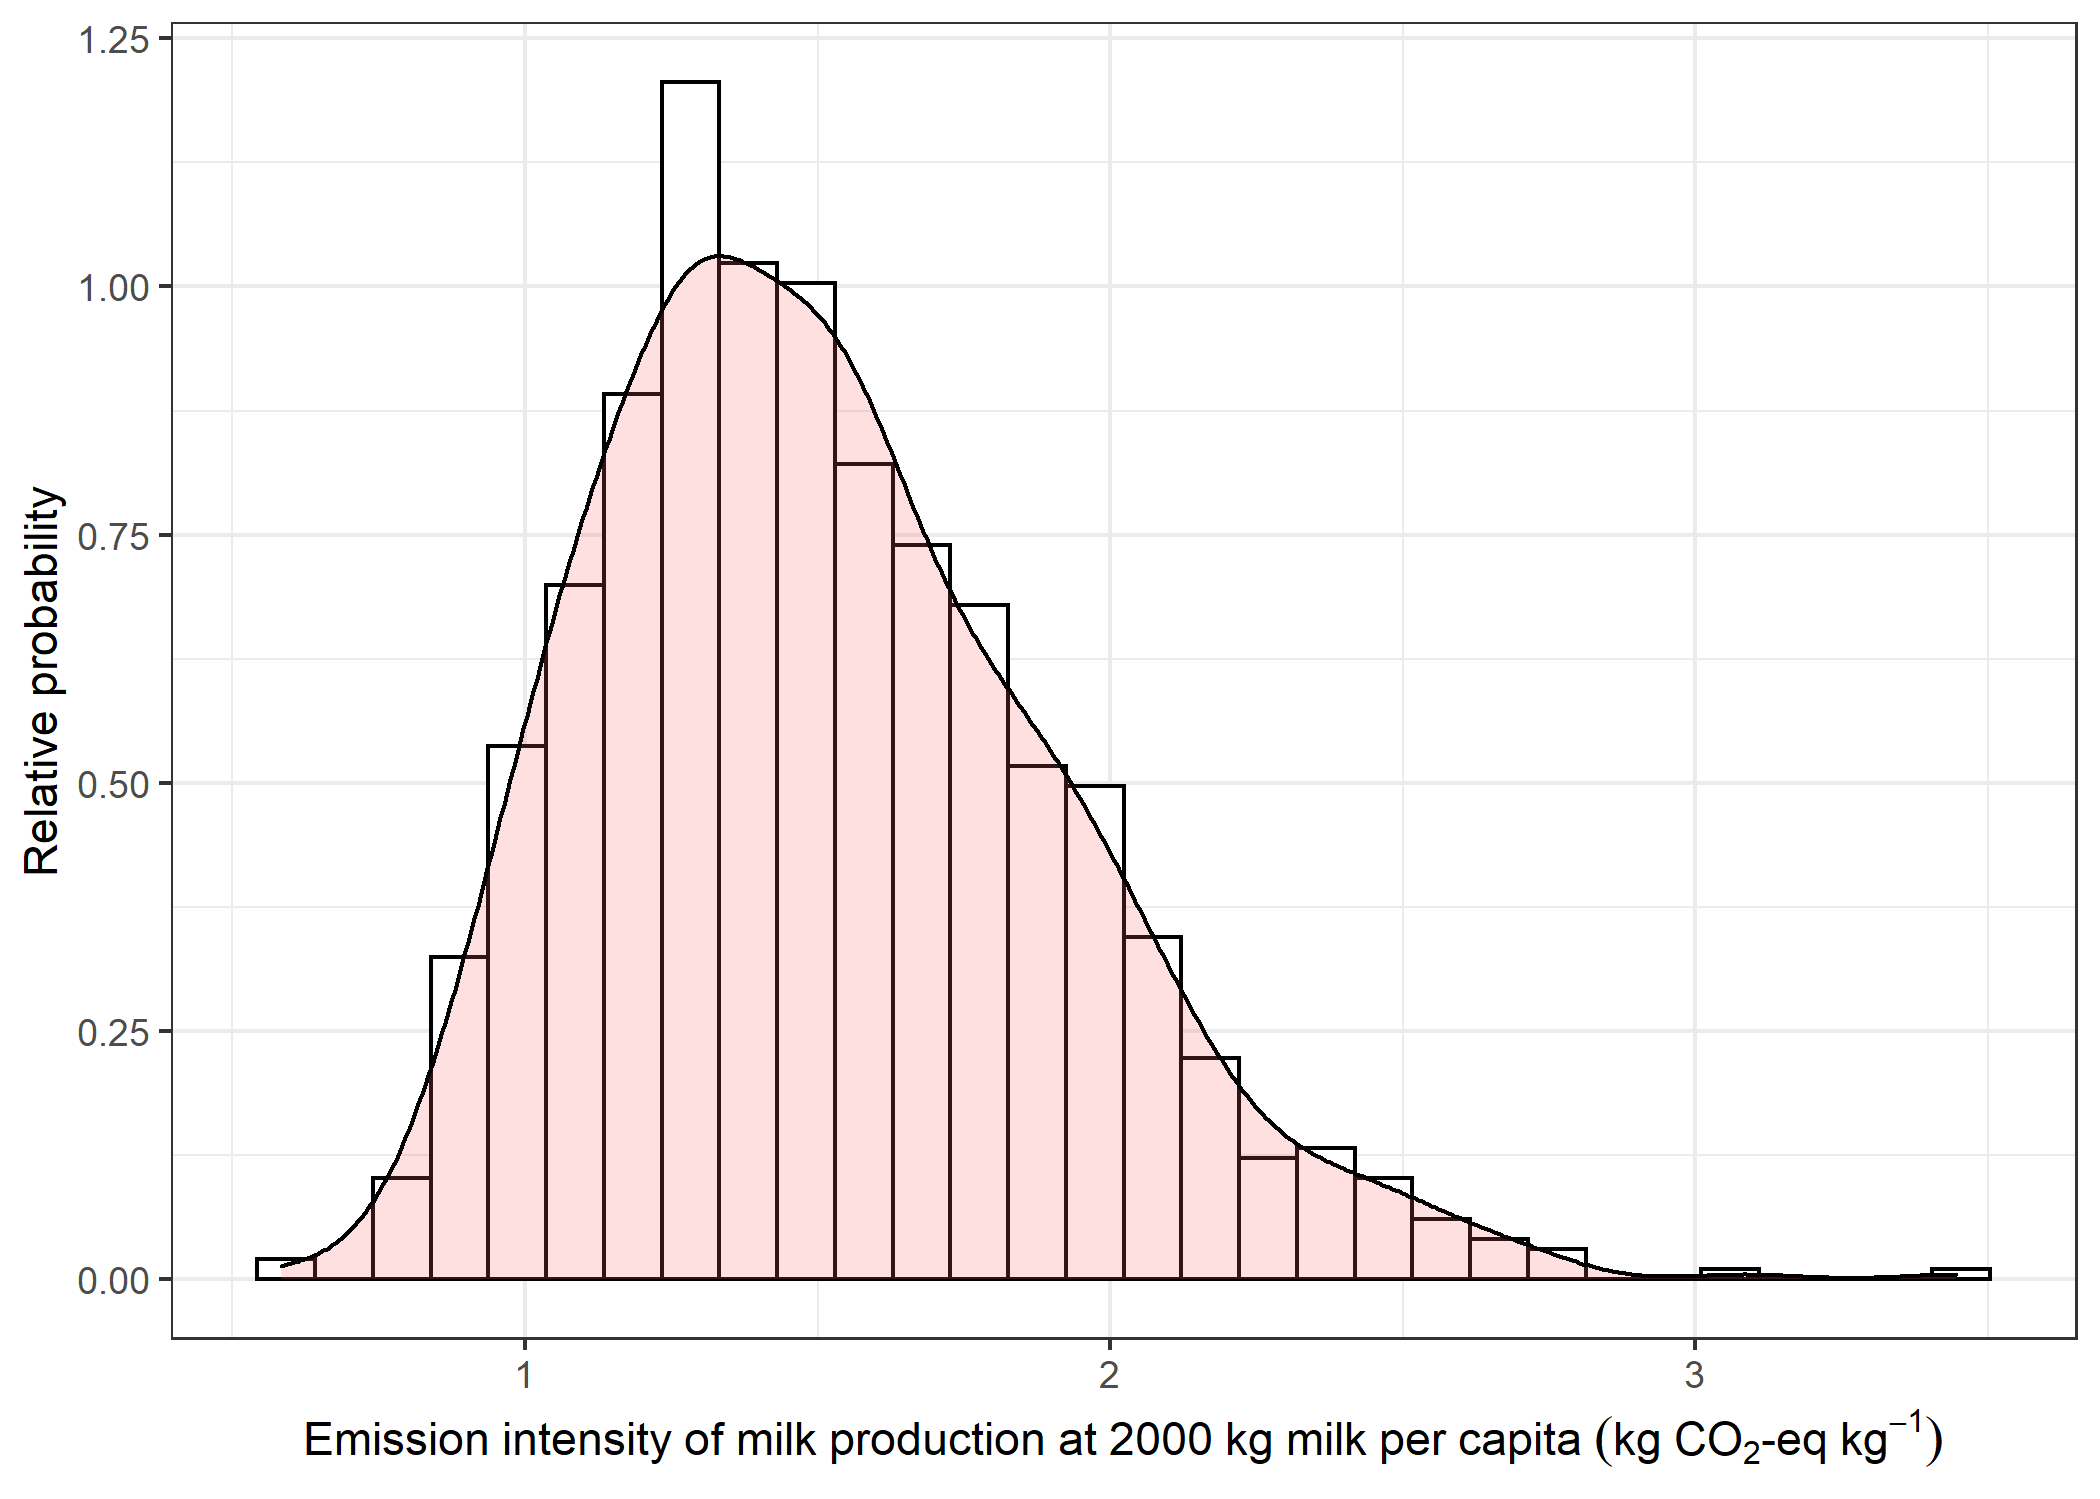 1.25
1.00
0.75
0.50
0.25
0.00
Relative probability
1 2 3
Emission intensity of milk production at 2000 kg milk per capita (kg CO₂-eq kg⁻¹)